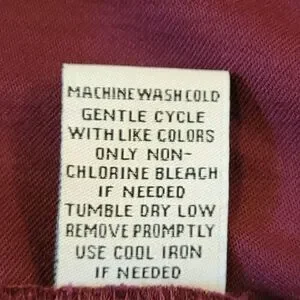 MACHINE WASH COLD
GENTLE CYCLE
WITH LIKE COLORS
ONLY NON-
CHLORINE BLEACH
IF NEEDED
TUMBLE DRY LOW
REMOVE PROMPTLY
USE COOL IRON
IF NEEDED